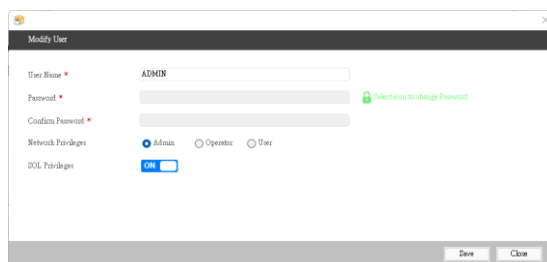 Modify User
User Name *
ADMIN
Password *
Select icon to change Password
Confirm Password *
Network Privileges
Admin
Operator
User
SOL Privileges
ON
Save
Close